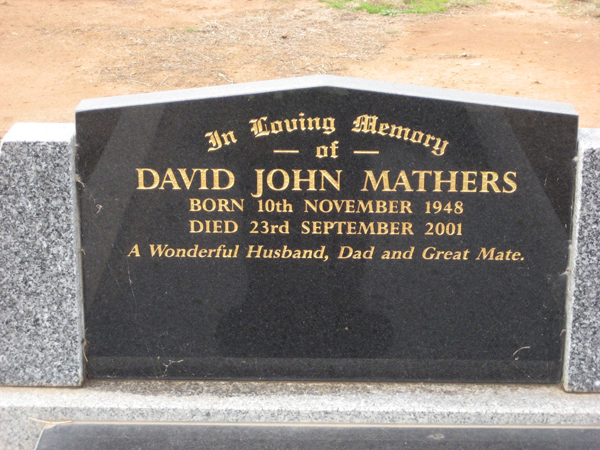 In Loving Memory
— of —
DAVID JOHN MATHERS
BORN 10th NOVEMBER 1948
DIED 23rd SEPTEMBER 2001
A Wonderful Husband, Dad and Great Mate.